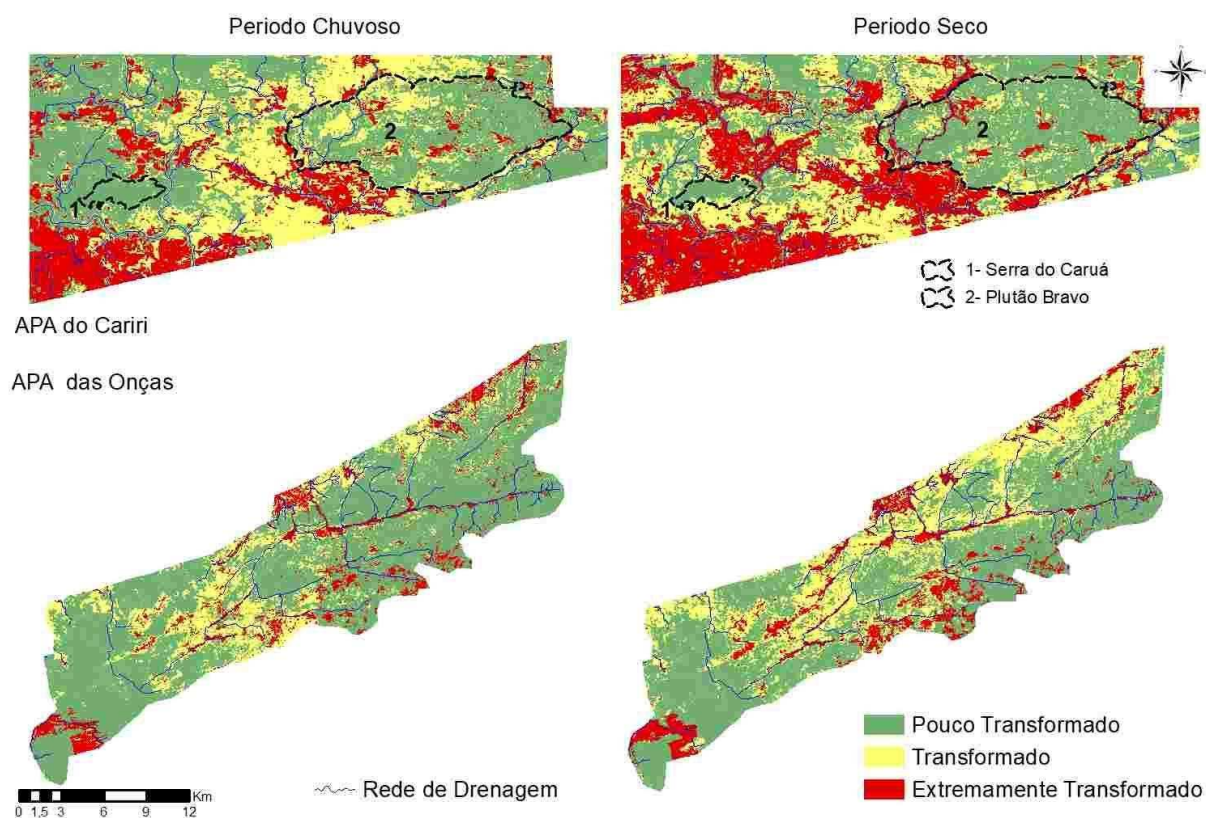 Periodo Chuvoso
Periodo Seco
2
1
2
1
1- Serra do Caruá
2- Plutão Bravo
APA do Cariri
APA das Onças
Pouco Transformado
Transformado
Extremamente Transformado
Rede de Drenagem
Km
0 1,5 3 6 9 12